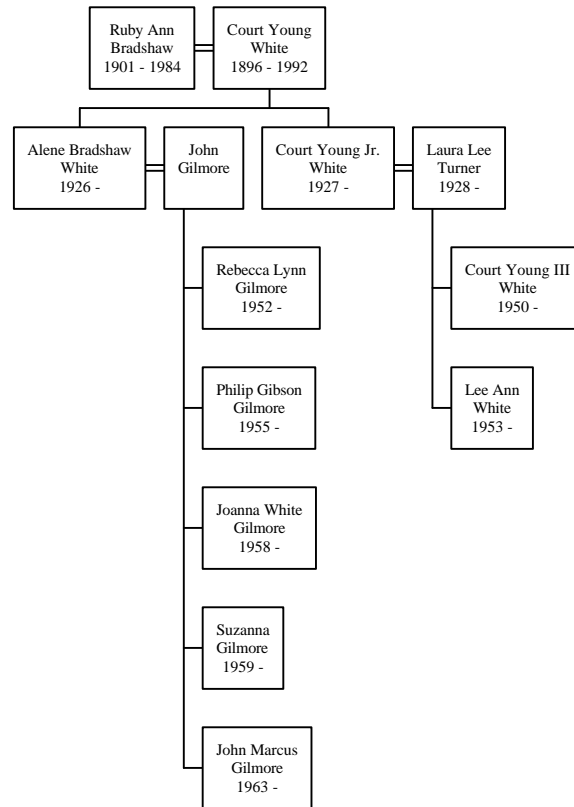 Ruby Ann
Bradshaw
1901 - 1984
Court Young
White
1896 - 1992
Alene Bradshaw
White
1926 -
John
Gilmore
Court Young Jr.
White
1927 -
Laura Lee
Turner
1928 -
Rebecca Lynn
Gilmore
1952 -
Philip Gibson
Gilmore
1955 -
Joanna White
Gilmore
1958 -
Suzanna
Gilmore
1959 -
John Marcus
Gilmore
1963 -
Court Young III
White
1950 -
Lee Ann
White
1953 -